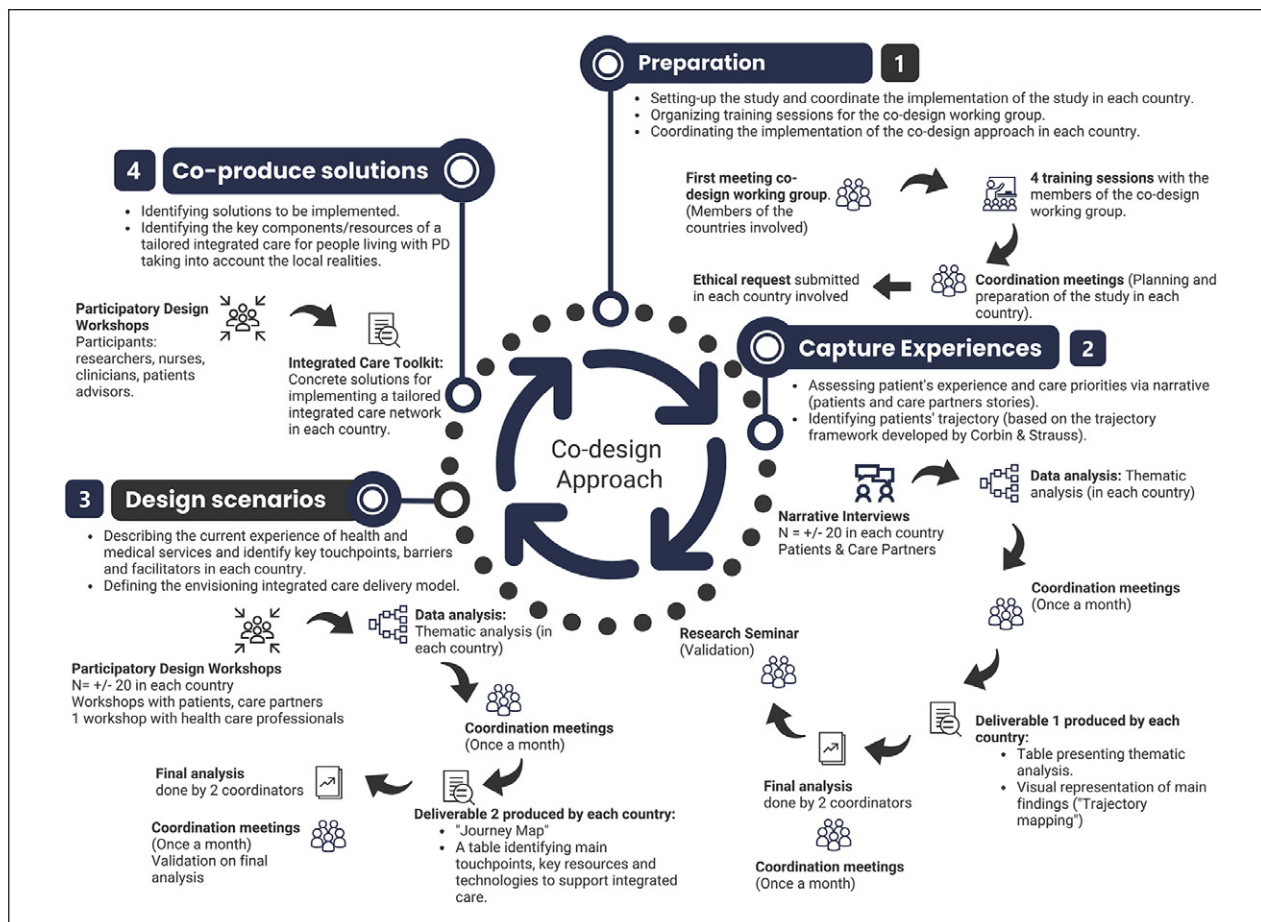 Preparation
1
• Setting-up the study and coordinate the implementation of the study in each country.
• Organizing training sessions for the co-design working group.
• Coordinating the implementation of the co-design approach in each country.
First meeting co-
design working group.
(Members of the
countries involved)
4 training sessions with the
members of the co-design
working group.
Coordination meetings (Planning and
preparation of the study in each
country).
Ethical request submitted
in each country involved
2
Capture Experiences
• Assessing patient's experience and care priorities via narrative
(patients and care partners stories).
• Identifying patients' trajectory (based on the trajectory
framework developed by Corbin & Strauss).
Narrative Interviews
N = +/- 20 in each country
Patients & Care Partners
Data analysis: Thematic
analysis (in each country)
Coordination meetings
(Once a month)
Deliverable 1 produced by each
country:
• Table presenting thematic
analysis.
• Visual representation of main
findings ("Trajectory
mapping")
Final analysis
done by 2 coordinators
Coordination meetings
(Once a month)
Research Seminar
(Validation)
3
Design scenarios
• Describing the current experience of health and
medical services and identify key touchpoints, barriers
and facilitators in each country.
• Defining the envisioning integrated care delivery model.
Participatory Design Workshops
N= +/- 20 in each country
Workshops with patients, care partners
1 workshop with health care professionals
Data analysis:
Thematic analysis (in
each country)
Coordination meetings
(Once a month)
Deliverable 2 produced by each country:
• "Journey Map"
• A table identifying main
touchpoints, key resources and
technologies to support integrated
care.
Final analysis
done by 2 coordinators
Coordination meetings
(Once a month)
Validation on final
analysis
4
Co-produce solutions
• Identifying solutions to be implemented.
• Identifying the key components/resources of a
tailored integrated care for people living with PD
taking into account the local realities.
Participatory Design
Workshops
Participants:
researchers, nurses,
clinicians, patients
advisors.
Integrated Care Toolkit:
Concrete solutions for
implementing a tailored
integrated care network
in each country.
Co-design
Approach